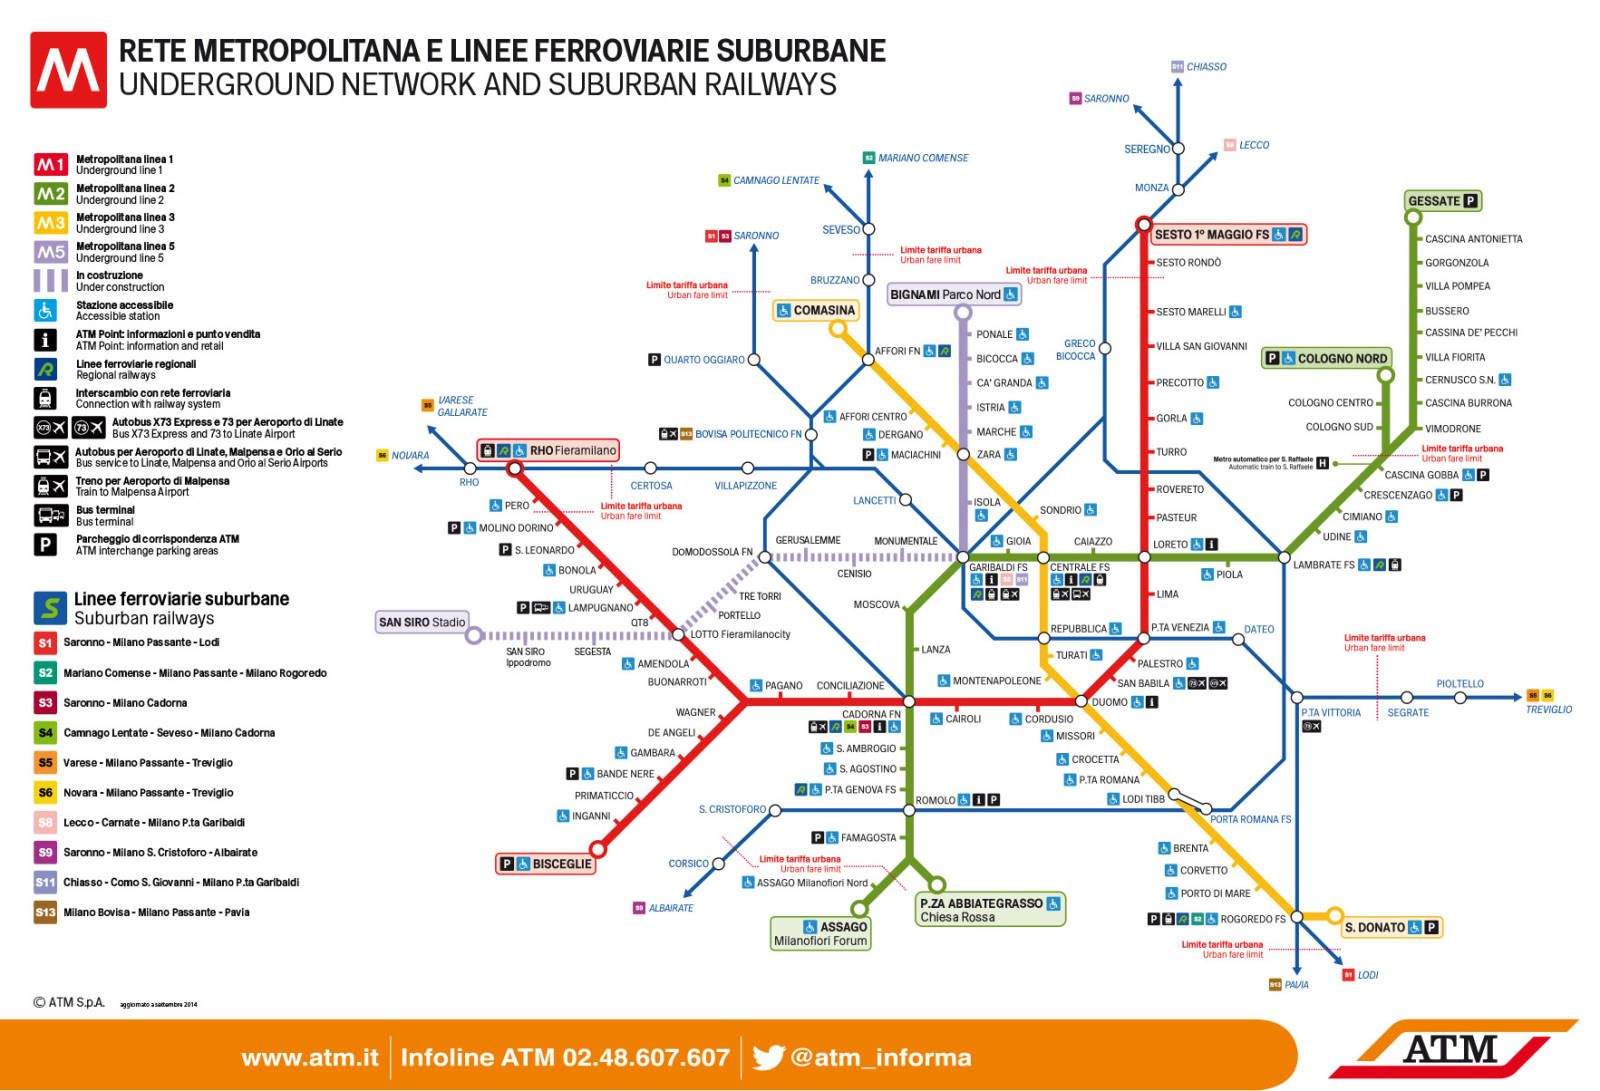 RETE METROPOLITANA E LINEE FERROVIARIE SUBURBANE
UNDERGROUND NETWORK AND SUBURBAN RAILWAYS
M1 Metropolitana linea 1
Underground line 1
M2 Metropolitana linea 2
Underground line 2
M3 Metropolitana linea 3
Underground line 3
M5 Metropolitana linea 5
Underground line 5
In costruzione
Under construction
Stazione accessibile
Accessible station
i ATM Point: informazioni e punto vendita
ATM Point: information and retail
R Linee ferroviarie regionali
Regional railways
Interscambio con rete ferroviaria
Connection with railway system
X73 73 Autobus X73 Express e 73 per Aeroporto di Linate
Bus X73 Express and 73 to Linate Airport
Autobus per Aeroporto di Linate, Malpensa e Orio al Serio
Bus service to Linate, Malpensa and Orio al Serio Airports
Treno per Aeroporto di Malpensa
Train to Malpensa Airport
Bus terminal
Bus terminal
P Parcheggio di corrispondenza ATM
ATM interchange parking areas
S Linee ferroviarie suburbane
Suburban railways
S1 Saronno - Milano Passante - Lodi
S2 Mariano Comense - Milano Passante - Milano Rogoredo
S3 Saronno - Milano Cadorna
S4 Camnago Lentate - Seveso - Milano Cadorna
S5 Varese - Milano Passante - Treviglio
S6 Novara - Milano Passante - Treviglio
S8 Lecco - Carnate - Milano P.ta Garibaldi
S9 Saronno - Milano S. Cristoforo - Albairate
S11 Chiasso - Como S. Giovanni - Milano P.ta Garibaldi
S13 Milano Bovisa - Milano Passante - Pavia
© ATM S.p.A. aggiornato a settembre 2014
S11 CHIASSO
S9 SARONNO
SEREGNO
S8 LECCO
MONZA
S2 MARIANO COMENSE
S4 CAMNAGO LENTATE
SEVESO
S1 S3 SARONNO
Limite tariffa urbana
Urban fare limit
BRUZZANO
Limite tariffa urbana
Urban fare limit
COMASINA
BIGNAMI Parco Nord
Limite tariffa urbana
Urban fare limit
SESTO 1° MAGGIO FS
SESTO RONDÒ
SESTO MARELLI
VILLA SAN GIOVANNI
PRECOTTO
GORLA
TURRO
ROVERETO
PASTEUR
LORETO
LIMA
P.TA VENEZIA
PALESTRO
SAN BABILA
DUOMO
GRECO
BICOCCA
GESSATE P
CASCINA ANTONIETTA
GORGONZOLA
VILLA POMPEA
BUSSERO
CASSINA DE' PECCHI
VILLA FIORITA
CERNUSCO S.N.
CASCINA BURRONA
VIMODRONE
P COLOGNO NORD
COLOGNO CENTRO
COLOGNO SUD
Limite tariffa urbana
Urban fare limit
Metro automatico per S. Raffaele
Automatic train to S. Raffaele
H
CASCINA GOBBA P
CRESCENZAGO P
CIMIANO
UDINE
LAMBRATE FS
PIOLA
CAIAZZO
GIOIA
GARIBALDI FS
CENTRALE FS
PONALE
BICOCCA
CA' GRANDA
ISTRIA
MARCHE
ZARA
ISOLA
SONDRIO
P QUARTO OGGIARO
AFFORI FN
AFFORI CENTRO
DERGANO
P MACIACHINI
S13 BOVISA POLITECNICO FN
S5 VARESE
GALLARATE
S6 NOVARA
RHO
RHO Fieramilano
CERTOSA
VILLAPIZZONE
LANCETTI
Limite tariffa urbana
Urban fare limit
PERO
P MOLINO DORINO
P S. LEONARDO
BONOLA
URUGUAY
P LAMPUGNANO
QT8
LOTTO Fieramilanocity
AMENDOLA
BUONARROTI
DOMODOSSOLA FN
GERUSALEMME
CENISIO
MONUMENTALE
TRE TORRI
PORTELLO
SAN SIRO Stadio
SAN SIRO
Ippodromo
SEGESTA
PAGANO
CONCILIAZIONE
WAGNER
DE ANGELI
GAMBARA
P BANDE NERE
PRIMATICCIO
INGANNI
P BISCEGLIE
MOSCOVA
LANZA
CADORNA FN
S4 S3
CAIROLI
CORDUSIO
S. AMBROGIO
S. AGOSTINO
P.TA GENOVA FS
ROMOLO P
P FAMAGOSTA
S. CRISTOFORO
CORSICO
S9 ALBAIRATE
Limite tariffa urbana
Urban fare limit
ASSAGO Milanofiori Nord
ASSAGO
Milanofiori Forum
P.ZA ABBIATEGRASSO
Chiesa Rossa
REPUBBLICA
TURATI
MONTENAPOLEONE
MISSORI
CROCETTA
P.TA ROMANA
LODI TIBB
PORTA ROMANA FS
BRENTA
CORVETTO
PORTO DI MARE
P S2 ROGOREDO FS
S. DONATO P
Limite tariffa urbana
Urban fare limit
S1 LODI
S13 PAVIA
DATEO
P.TA VITTORIA
Limite tariffa urbana
Urban fare limit
SEGRATE
PIOLTELLO
S5 S6
TREVIGLIO
www.atm.it | Infoline ATM 02.48.607.607 | @atm_informa
ATM